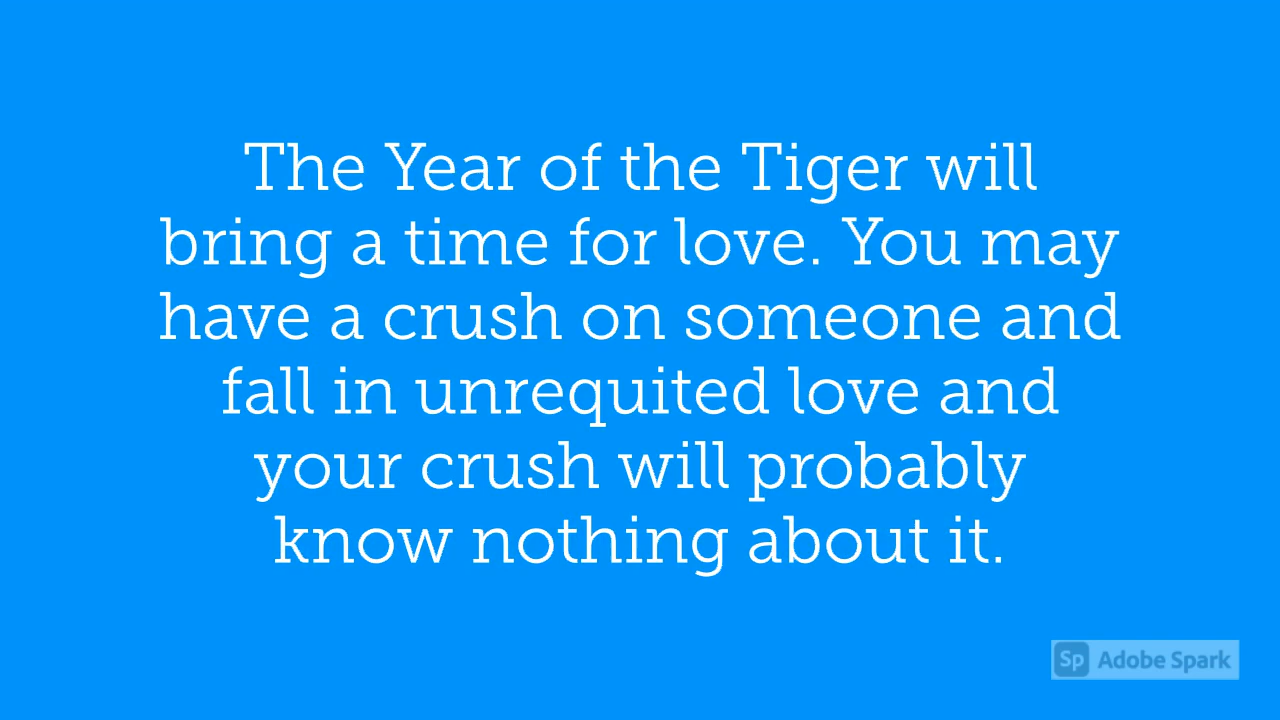 The Year of the Tiger will
bring a time for love. You may
have a crush on someone and
fall in unrequited love and
your crush will probably
know nothing about it.
Sp Adobe Spark